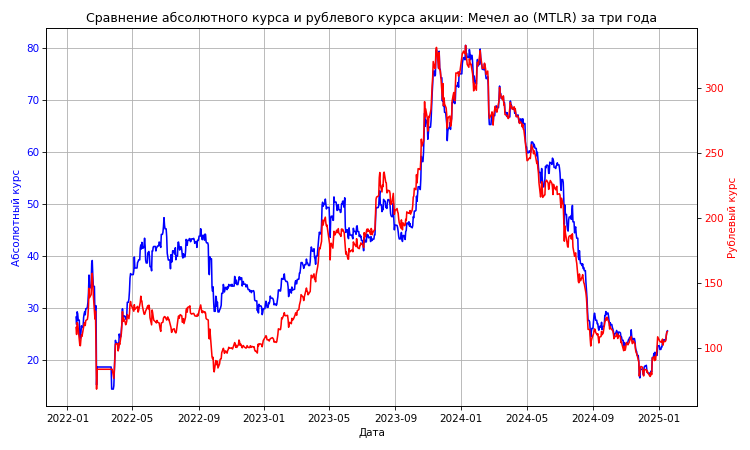 Сравнение абсолютного курса и рублевого курса акции: Мечел ао (MTLR) за три года
Абсолютный курс
80
70
60
50
40
30
20
300
250
200
150
100
Рублевый курс
2022-01 2022-05 2022-09 2023-01 2023-05 2023-09 2024-01 2024-05 2024-09 2025-01
Дата